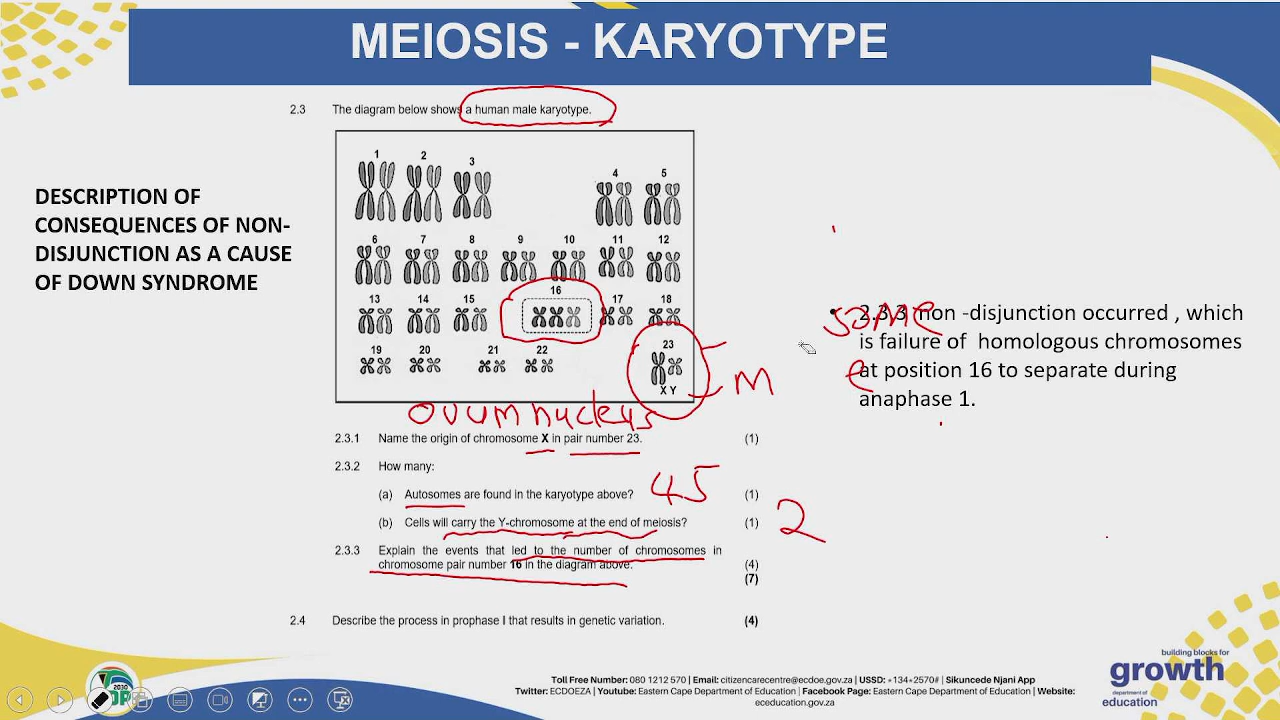 MEIOSIS - KARYOTYPE
2.3 The diagram below shows a human male karyotype.
DESCRIPTION OF
CONSEQUENCES OF NON-
DISJUNCTION AS A CAUSE
OF DOWN SYNDROME
1 2 3 4 5
6 7 8 9 10 11 12
13 14 15 16 17 18
19 20 21 22 23
X Y
M
some
e
• 2.3.3 non -disjunction occurred , which
is failure of homologous chromosomes
at position 16 to separate during
anaphase 1.
Ovum nucleus
2.3.1 Name the origin of chromosome X in pair number 23. (1)
2.3.2 How many:
(a) Autosomes are found in the karyotype above? 45 (1)
(b) Cells will carry the Y-chromosome at the end of meiosis? (1) 2
2.3.3 Explain the events that led to the number of chromosomes in
chromosome pair number 16 in the diagram above. (4)
(7)
2.4 Describe the process in prophase I that results in genetic variation. (4)
building blocks for
growth
department of
education
2030
Toll Free Number: 080 1212 570 | Email: citizencarecentre@ecdoe.gov.za | USSD: *134*2570# | Sikuncede Njani App
Twitter: ECDOEZA | Youtube: Eastern Cape Department of Education | Facebook Page: Eastern Cape Department of Education | Website:
eceducation.gov.za